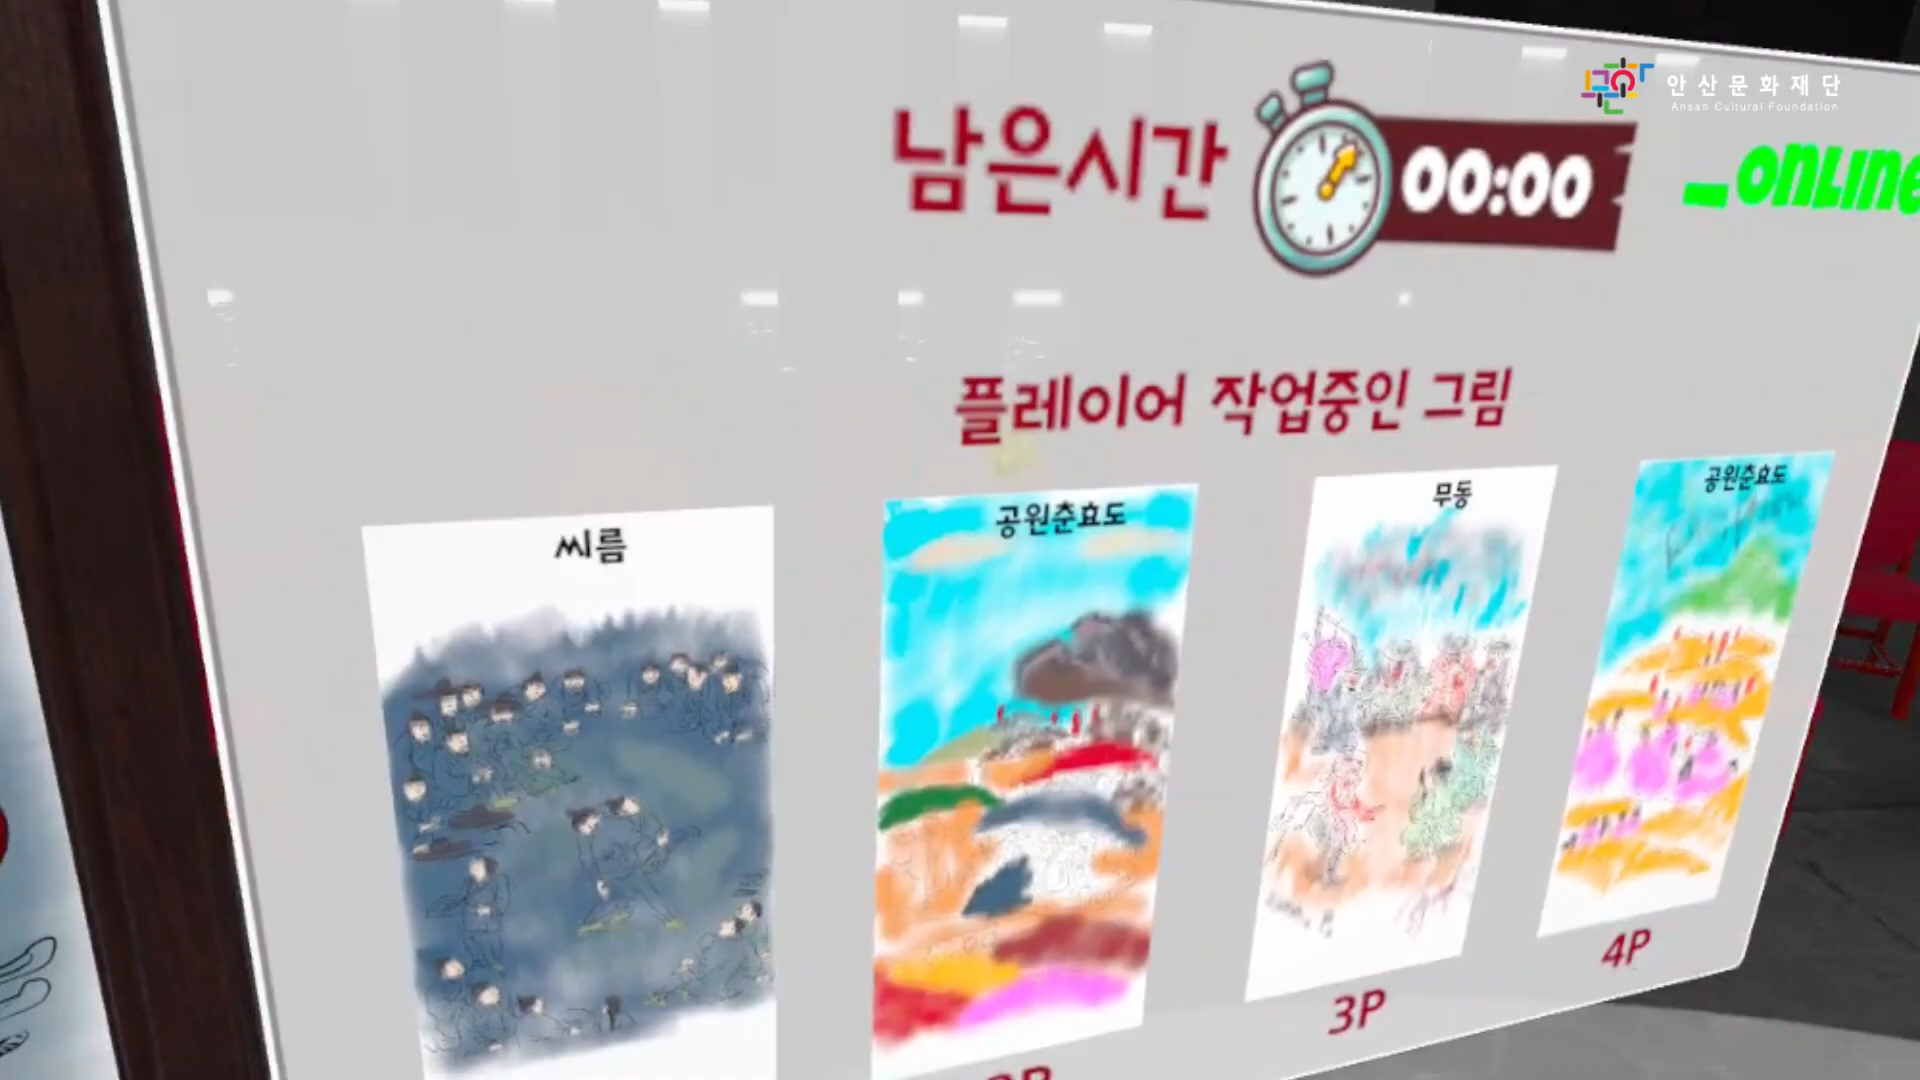 안산문화재단
Ansan Cultural Foundation
남은시간
00:00
_ONLINE
플레이어 작업중인 그림
씨름
공원춘효도
무동
공원춘효도
3P
4P